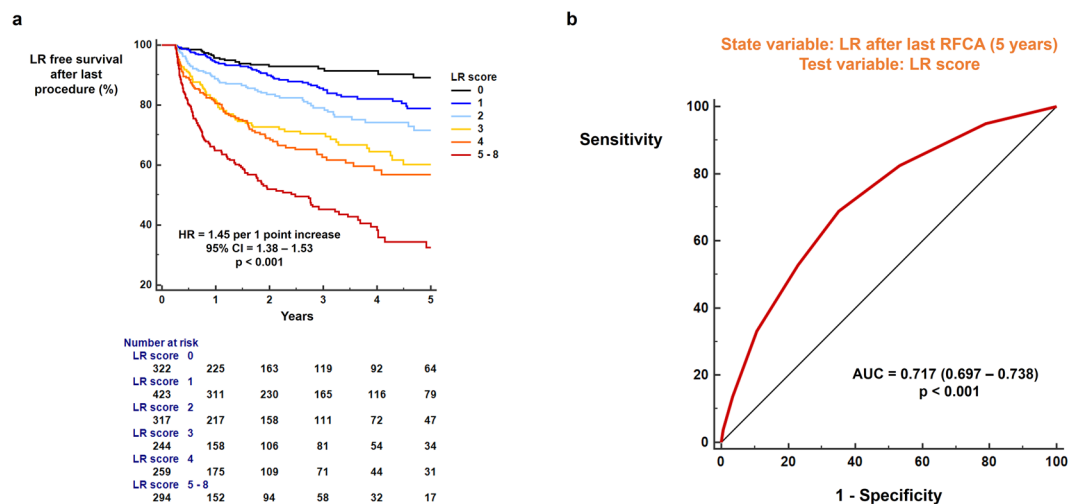 a
LR free survival
after last
procedure (%)
100
80
60
40
20
0
1
2
3
4
5
Years
LR score
0
1
2
3
4
5 - 8
HR = 1.45 per 1 point increase
95% CI = 1.38 – 1.53
p < 0.001
Number at risk
LR score 0
322 225 163 119 92 64
LR score 1
423 311 230 165 116 79
LR score 2
317 217 158 111 72 47
LR score 3
244 158 106 81 54 34
LR score 4
259 175 109 71 44 31
LR score 5 - 8
294 152 94 58 32 17
b
State variable: LR after last RFCA (5 years)
Test variable: LR score
Sensitivity
100
80
60
40
20
0
0 20 40 60 80 100
1 - Specificity
AUC = 0.717 (0.697 – 0.738)
p < 0.001